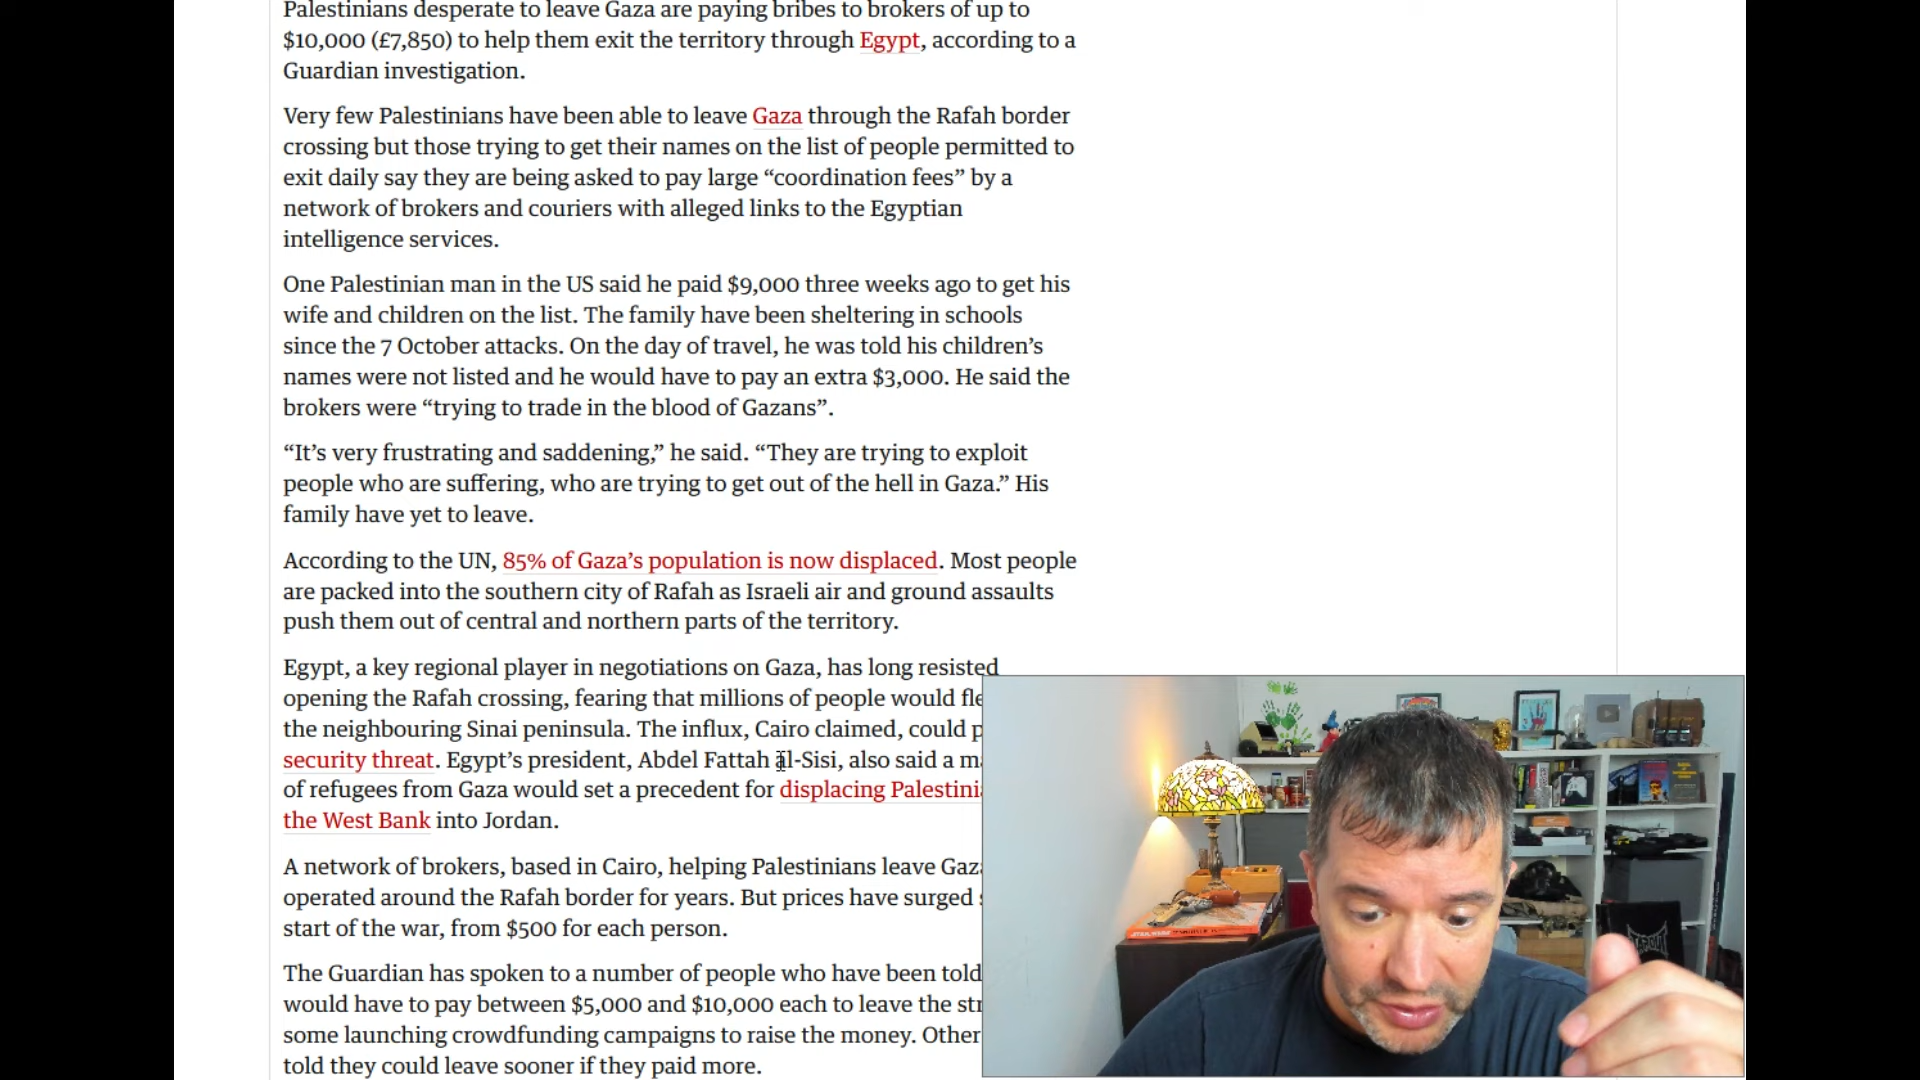 Palestinians desperate to leave Gaza are paying bribes to brokers of up to
$10,000 (£7,850) to help them exit the territory through Egypt, according to a
Guardian investigation.
Very few Palestinians have been able to leave Gaza through the Rafah border
crossing but those trying to get their names on the list of people permitted to
exit daily say they are being asked to pay large “coordination fees” by a
network of brokers and couriers with alleged links to the Egyptian
intelligence services.
One Palestinian man in the US said he paid $9,000 three weeks ago to get his
wife and children on the list. The family have been sheltering in schools
since the 7 October attacks. On the day of travel, he was told his children’s
names were not listed and he would have to pay an extra $3,000. He said the
brokers were “trying to trade in the blood of Gazans”.
“It’s very frustrating and saddening,” he said. “They are trying to exploit
people who are suffering, who are trying to get out of the hell in Gaza.” His
family have yet to leave.
According to the UN, 85% of Gaza’s population is now displaced. Most people
are packed into the southern city of Rafah as Israeli air and ground assaults
push them out of central and northern parts of the territory.
Egypt, a key regional player in negotiations on Gaza, has long resisted
opening the Rafah crossing, fearing that millions of people would
the neighbouring Sinai peninsula. The influx, Cairo claimed, could
security threat. Egypt’s president, Abdel Fattah al-Sisi, also said a
of refugees from Gaza would set a precedent for displacing
the West Bank into Jordan.
A network of brokers, based in Cairo, helping Palestinians leave
operated around the Rafah border for years. But prices have surged
start of the war, from $500 for each person.
The Guardian has spoken to a number of people who have been told
would have to pay between $5,000 and $10,000 each to leave the
some launching crowdfunding campaigns to raise the money.
told they could leave sooner if they paid more.
STAR WARS
TAPOUT